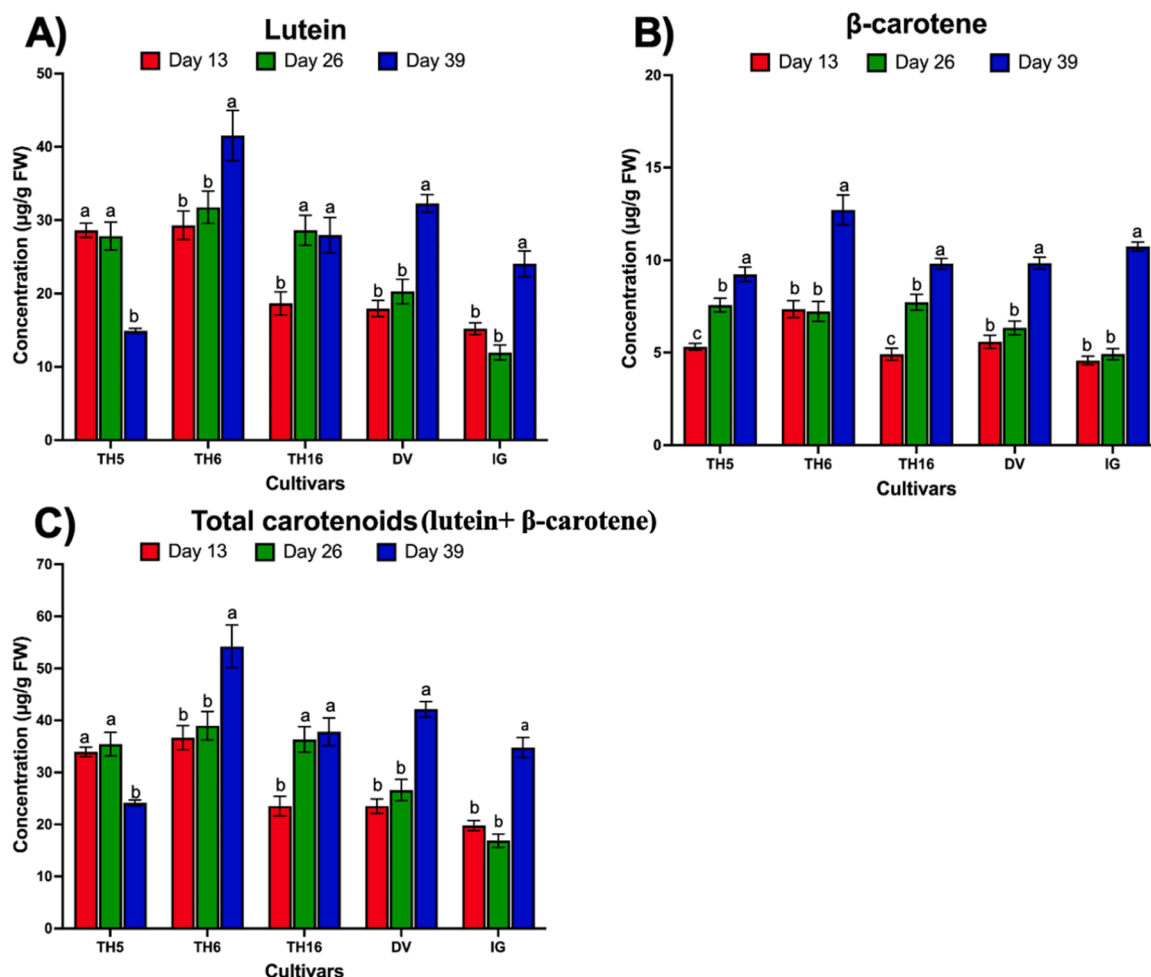 A) Lutein
Day 13 Day 26 Day 39
Concentration (µg/g FW)
50
40
30
20
10
0
a a b
b b a
b a a
b b a
b b a
TH5 TH6 TH16 DV IG
Cultivars
B) β-carotene
Day 13 Day 26 Day 39
Concentration (µg/g FW)
20
15
10
5
0
c b a
b b a
c b a
b b a
b b a
TH5 TH6 TH16 DV IG
Cultivars
C) Total carotenoids (lutein+ β-carotene)
Day 13 Day 26 Day 39
Concentration (µg/g FW)
70
60
50
40
30
20
10
0
a a b
b b a
b a a
b b a
b b a
TH5 TH6 TH16 DV IG
Cultivars